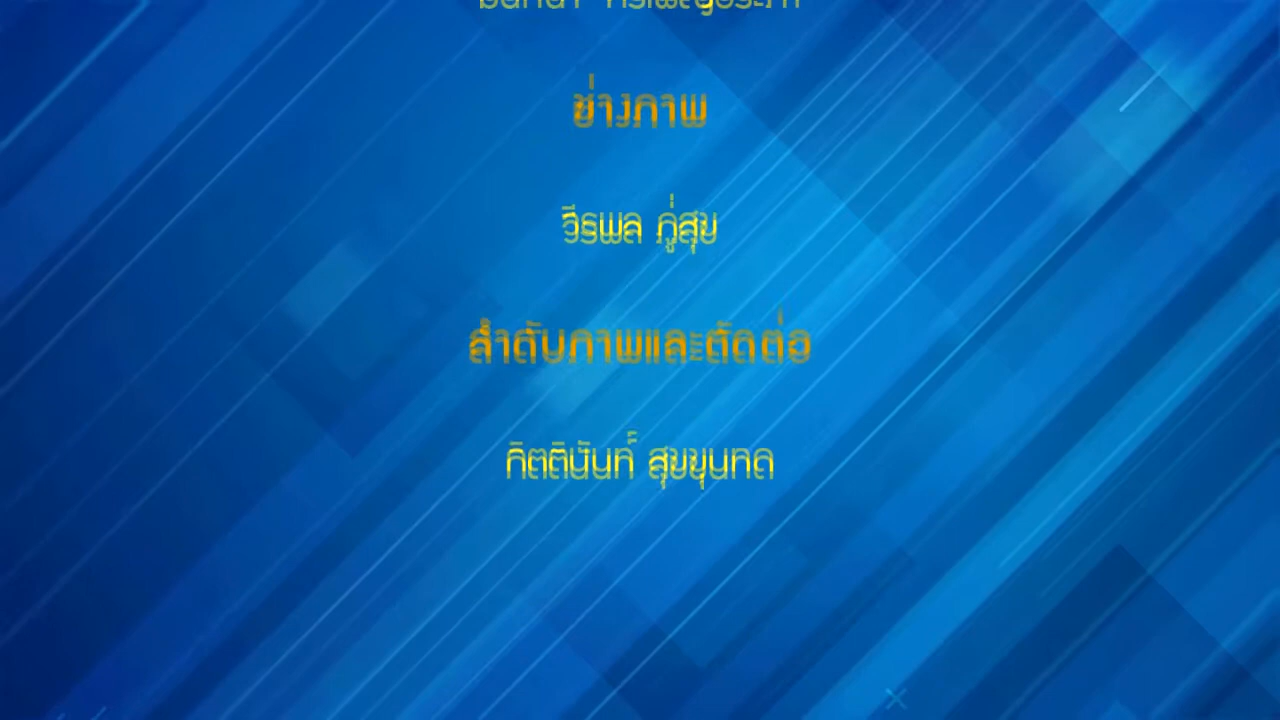 ช่างภาพ
วีรพล ภู่สุข
ลำดับภาพและตัดต่อ
กิตตินันท์ สุขขุนทด